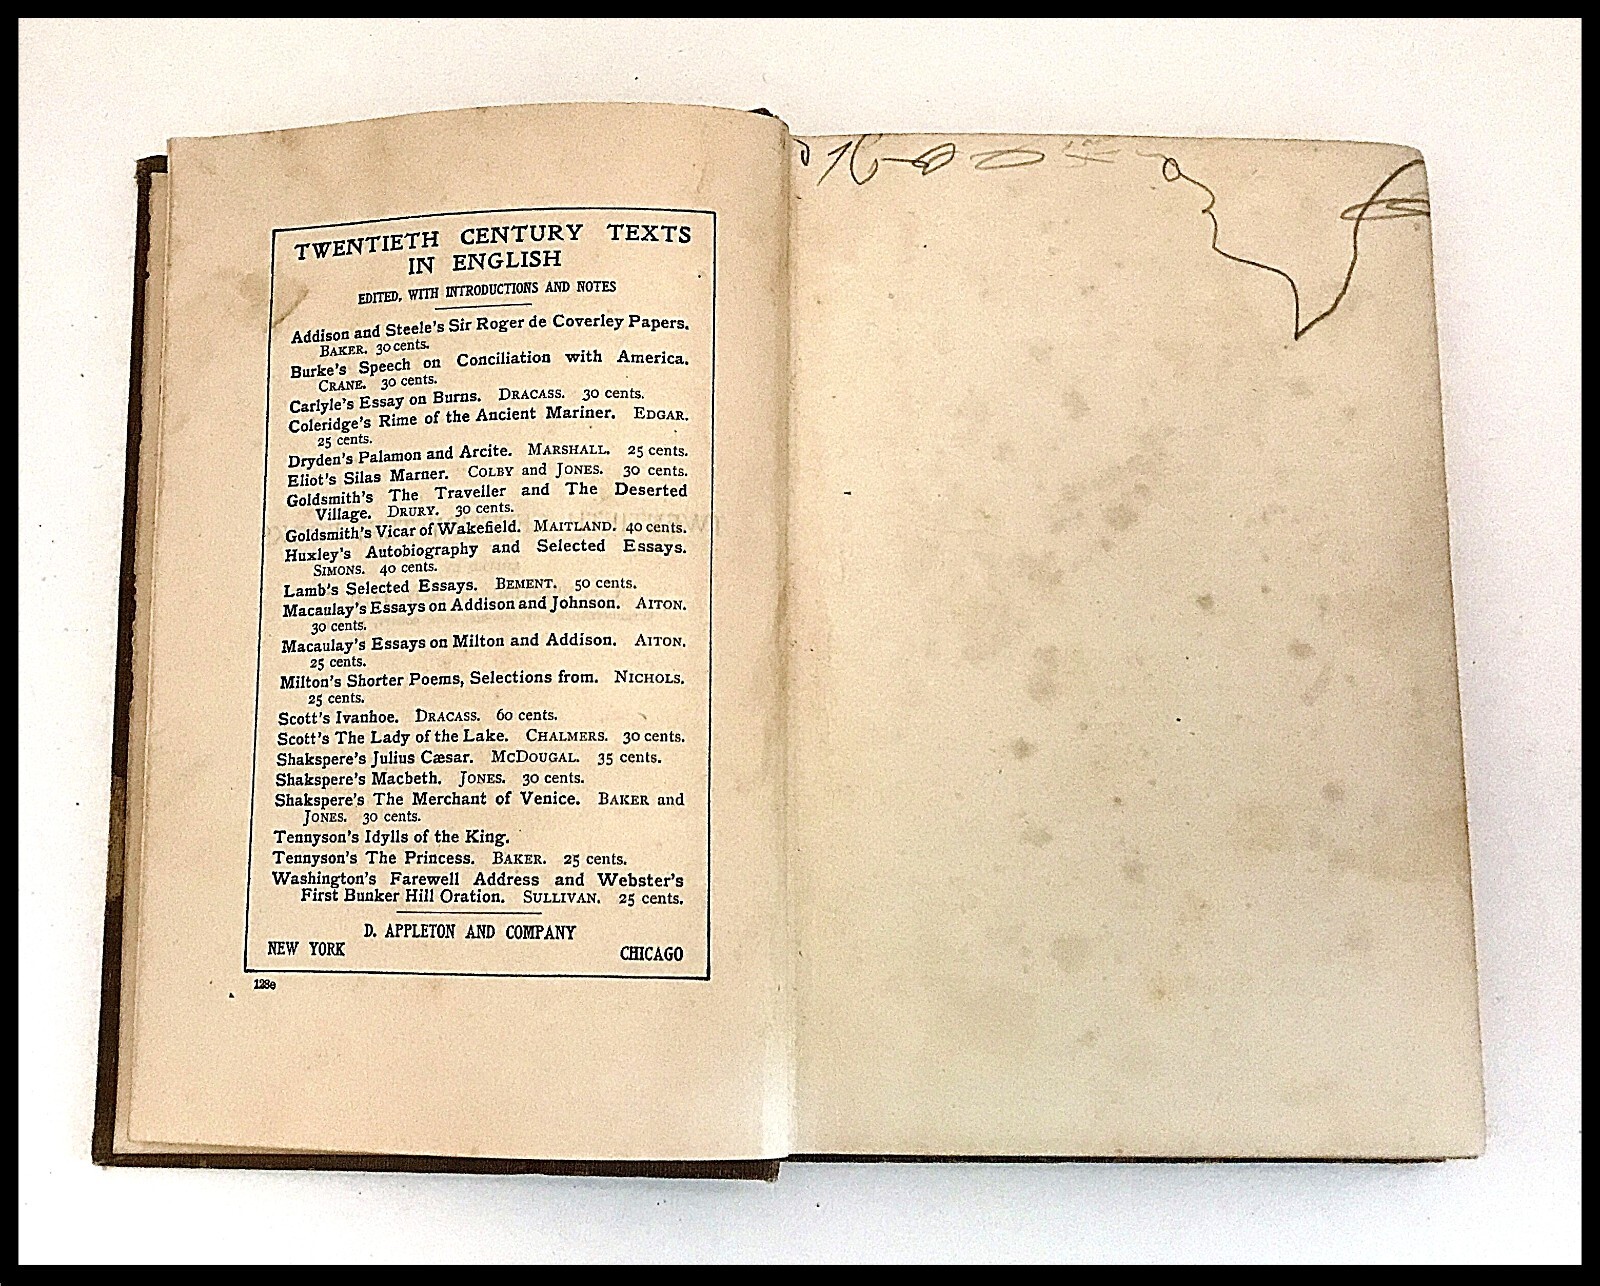 TWENTIETH CENTURY TEXTS
IN ENGLISH
EDITED, WITH INTRODUCTIONS AND NOTES
Addison and Steele's Sir Roger de Coverley Papers.
BAKER. 30 cents.
Burke's Speech on Conciliation with America.
CRANE. 30 cents.
Carlyle's Essay on Burns. DRACASS. 30 cents.
Coleridge's Rime of the Ancient Mariner. EDGAR.
25 cents.
Dryden's Palamon and Arcite. MARSHALL. 25 cents.
Eliot's Silas Marner. COLBY and JONES. 30 cents.
Goldsmith's The Traveller and The Deserted
Village. DRURY. 30 cents.
Goldsmith's Vicar of Wakefield. MAITLAND. 40 cents.
Huxley's Autobiography and Selected Essays.
SIMONS. 40 cents.
Lamb's Selected Essays. BEMENT. 50 cents.
Macaulay's Essays on Addison and Johnson. AITON.
30 cents.
Macaulay's Essays on Milton and Addison. AITON.
25 cents.
Milton's Shorter Poems, Selections from. NICHOLS.
25 cents.
Scott's Ivanhoe. DRACASS. 60 cents.
Scott's The Lady of the Lake. CHALMERS. 30 cents.
Shakspere's Julius Cæsar. MCDOUGAL. 35 cents.
Shakspere's Macbeth. JONES. 30 cents.
Shakspere's The Merchant of Venice. BAKER and
JONES. 30 cents.
Tennyson's Idylls of the King.
Tennyson's The Princess. BAKER. 25 cents.
Washington's Farewell Address and Webster's
First Bunker Hill Oration. SULLIVAN. 25 cents.
D. APPLETON AND COMPANY
NEW YORK CHICAGO
128e